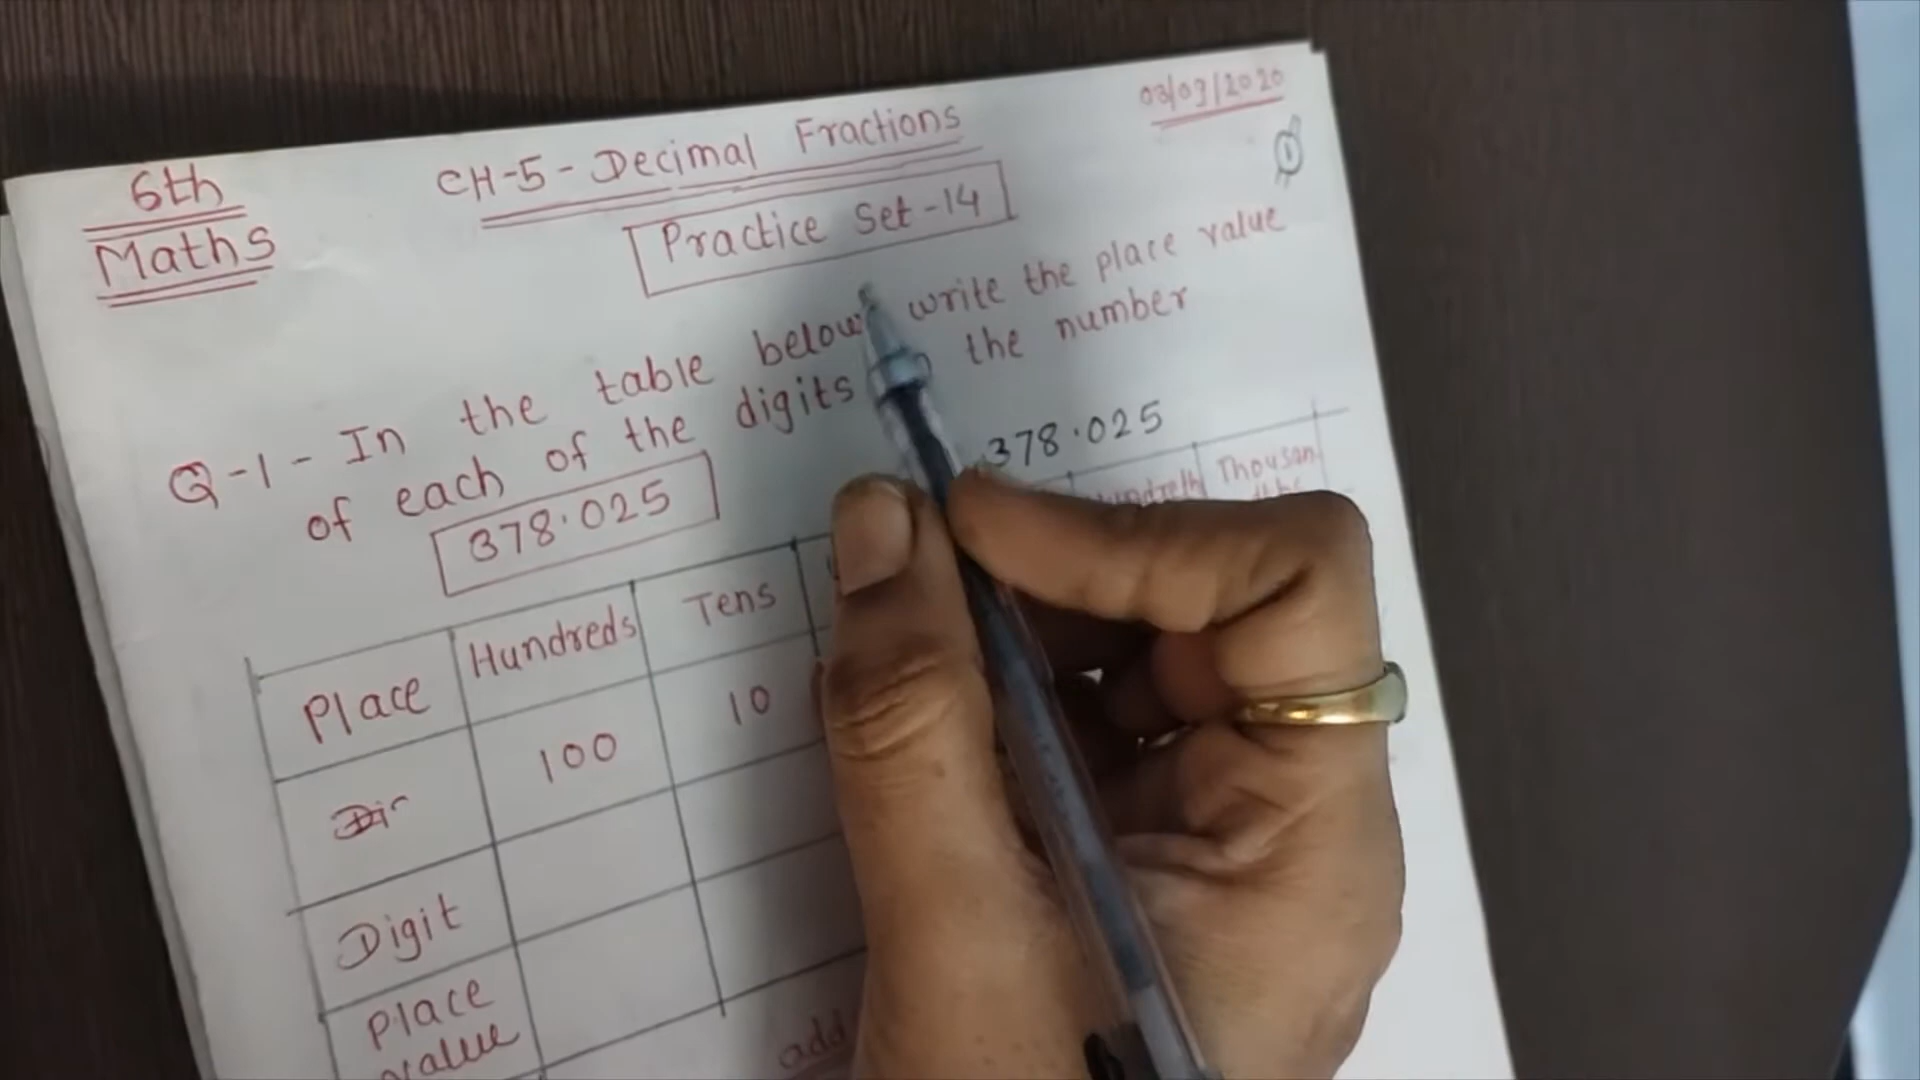 03/09/2020
6th
Maths
CH-5-Decimal Fractions
Practice Set-14
1
Q-1- In the table below write the place value
of each of the digits the number
378.025
378.025
Place Hundreds Tens Thousan
100 10
Digit
Place
value
add